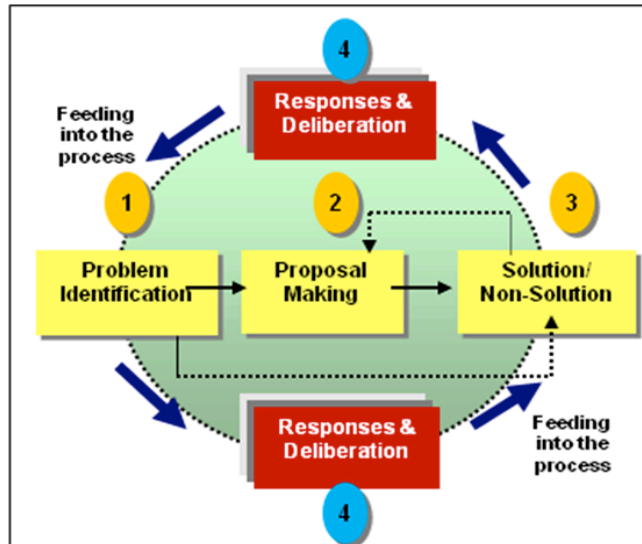 4
Responses &
Deliberation
Feeding
into the
process
1
2
3
Problem
Identification
Proposal
Making
Solution/
Non-Solution
Responses &
Deliberation
Feeding
into the
process
4